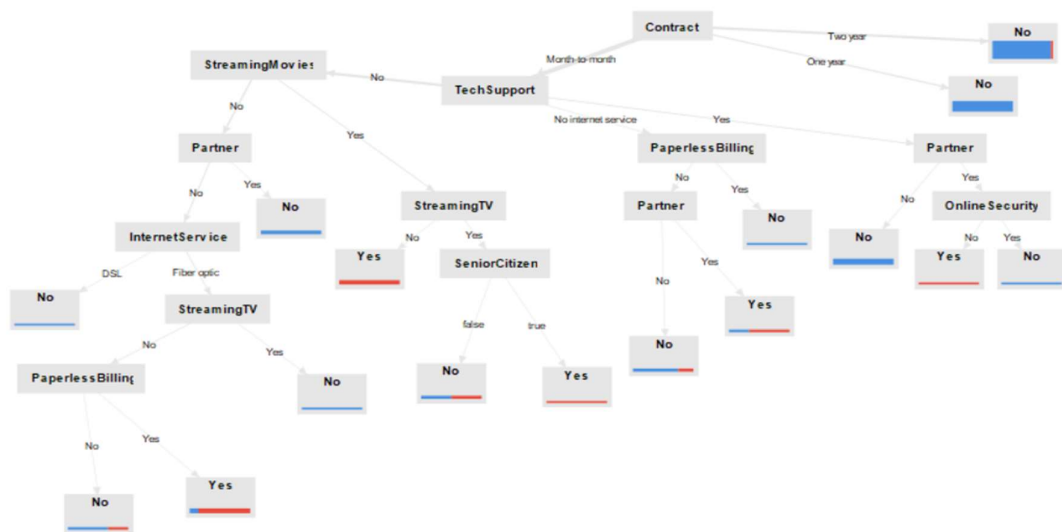 Contract
No
Two year
Month-to-month
One year
StreamingMovies
No
TechSupport
No
No
Yes
No internet service
Yes
Partner
PaperlessBilling
Partner
No
Yes
No
Yes
No
Yes
No
StreamingTV
Partner
No
No
OnlineSecurity
InternetService
No
Yes
No
Yes
No
Yes
Yes
SeniorCitizen
No
Yes
No
DSL
Fiber optic
No
Yes
No
StreamingTV
false
true
No
Yes
No
Yes
No
PaperlessBilling
No
No
Yes
No
Yes
Yes
No